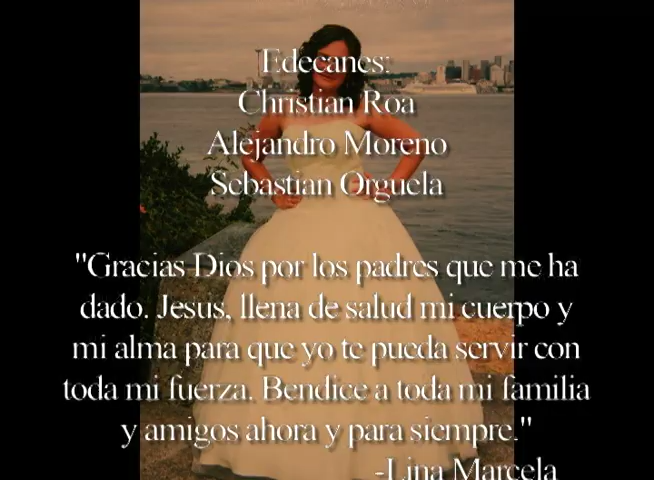 Edecanes:
Christian Roa
Alejandro Moreno
Sebastian Orguela
"Gracias Dios por los padres que me ha
dado. Jesus, llena de salud mi cuerpo y
mi alma para que yo te pueda servir con
toda mi fuerza. Bendice a toda mi familia
y amigos ahora y para siempre."
-Lina Marcela